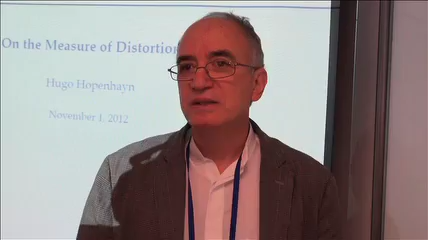 On the Measure of Distortion
Hugo Hopenhayn
November 1, 2012